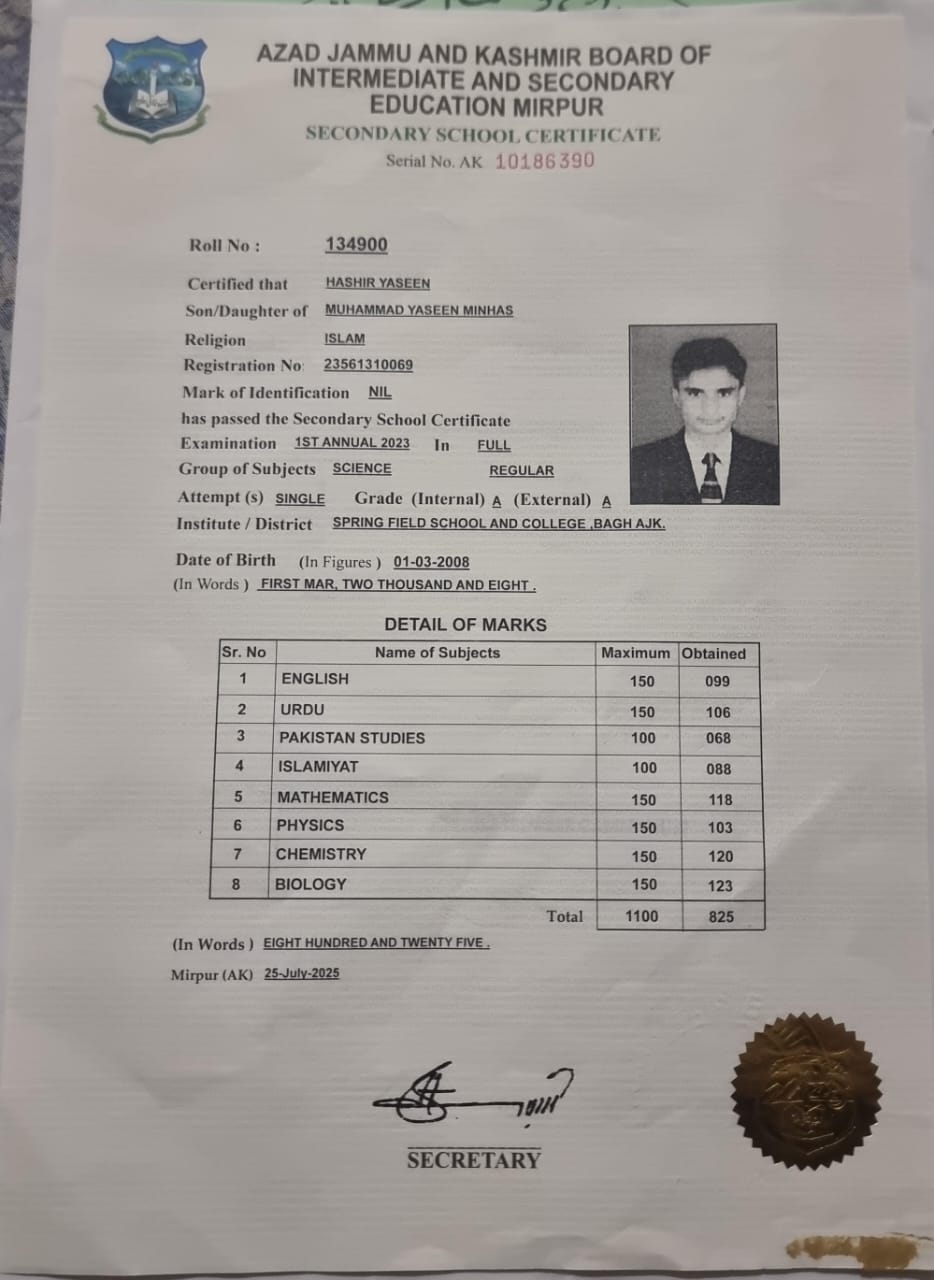 AZAD JAMMU AND KASHMIR BOARD OF
INTERMEDIATE AND SECONDARY
EDUCATION MIRPUR
SECONDARY SCHOOL CERTIFICATE
Serial No. AK 10186390
Roll No : 134900
Certified that HASHIR YASEEN
Son/Daughter of MUHAMMAD YASEEN MINHAS
Religion ISLAM
Registration No: 23561310069
Mark of Identification NIL
has passed the Secondary School Certificate
Examination 1ST ANNUAL 2023 In FULL
Group of Subjects SCIENCE REGULAR
Attempt (s) SINGLE Grade (Internal) A (External) A
Institute / District SPRING FIELD SCHOOL AND COLLEGE ,BAGH AJK.
Date of Birth (In Figures ) 01-03-2008
(In Words ) FIRST MAR, TWO THOUSAND AND EIGHT .
DETAIL OF MARKS
Sr. No Name of Subjects Maximum Obtained
1 ENGLISH 150 099
2 URDU 150 106
3 PAKISTAN STUDIES 100 068
4 ISLAMIYAT 100 088
5 MATHEMATICS 150 118
6 PHYSICS 150 103
7 CHEMISTRY 150 120
8 BIOLOGY 150 123
Total 1100 825
(In Words ) EIGHT HUNDRED AND TWENTY FIVE .
Mirpur (AK) 25-July-2025
SECRETARY